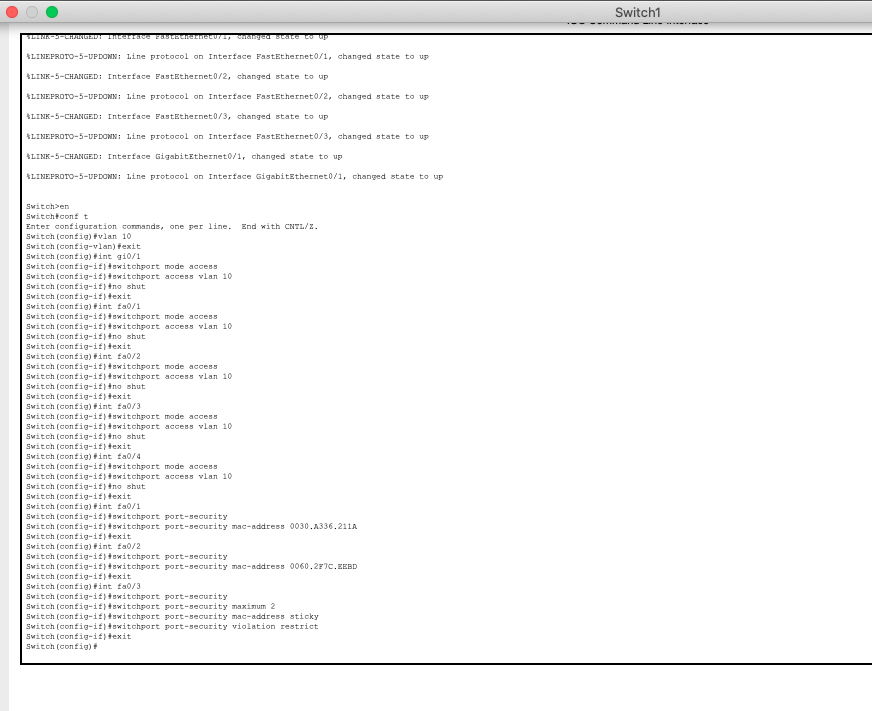 Switch1
IOS Command Line Interface
%LINK-5-CHANGED: Interface FastEthernet0/1, changed state to up
%LINEPROTO-5-UPDOWN: Line protocol on Interface FastEthernet0/1, changed state to up
%LINK-5-CHANGED: Interface FastEthernet0/2, changed state to up
%LINEPROTO-5-UPDOWN: Line protocol on Interface FastEthernet0/2, changed state to up
%LINK-5-CHANGED: Interface FastEthernet0/3, changed state to up
%LINEPROTO-5-UPDOWN: Line protocol on Interface FastEthernet0/3, changed state to up
%LINK-5-CHANGED: Interface GigabitEthernet0/1, changed state to up
%LINEPROTO-5-UPDOWN: Line protocol on Interface GigabitEthernet0/1, changed state to up
Switch>en
Switch#conf t
Enter configuration commands, one per line.  End with CNTL/Z.
Switch(config)#vlan 10
Switch(config-vlan)#exit
Switch(config)#int gi0/1
Switch(config-if)#switchport mode access
Switch(config-if)#switchport access vlan 10
Switch(config-if)#no shut
Switch(config-if)#exit
Switch(config)#int fa0/1
Switch(config-if)#switchport mode access
Switch(config-if)#switchport access vlan 10
Switch(config-if)#no shut
Switch(config-if)#exit
Switch(config)#int fa0/2
Switch(config-if)#switchport mode access
Switch(config-if)#switchport access vlan 10
Switch(config-if)#no shut
Switch(config-if)#exit
Switch(config)#int fa0/3
Switch(config-if)#switchport mode access
Switch(config-if)#switchport access vlan 10
Switch(config-if)#no shut
Switch(config-if)#exit
Switch(config)#int fa0/4
Switch(config-if)#switchport mode access
Switch(config-if)#switchport access vlan 10
Switch(config-if)#no shut
Switch(config-if)#exit
Switch(config)#int fa0/1
Switch(config-if)#switchport port-security
Switch(config-if)#switchport port-security mac-address 0030.A336.211A
Switch(config-if)#exit
Switch(config)#int fa0/2
Switch(config-if)#switchport port-security
Switch(config-if)#switchport port-security mac-address 0060.2F7C.EEBD
Switch(config-if)#exit
Switch(config)#int fa0/3
Switch(config-if)#switchport port-security
Switch(config-if)#switchport port-security maximum 2
Switch(config-if)#switchport port-security mac-address sticky
Switch(config-if)#switchport port-security violation restrict
Switch(config-if)#exit
Switch(config)#